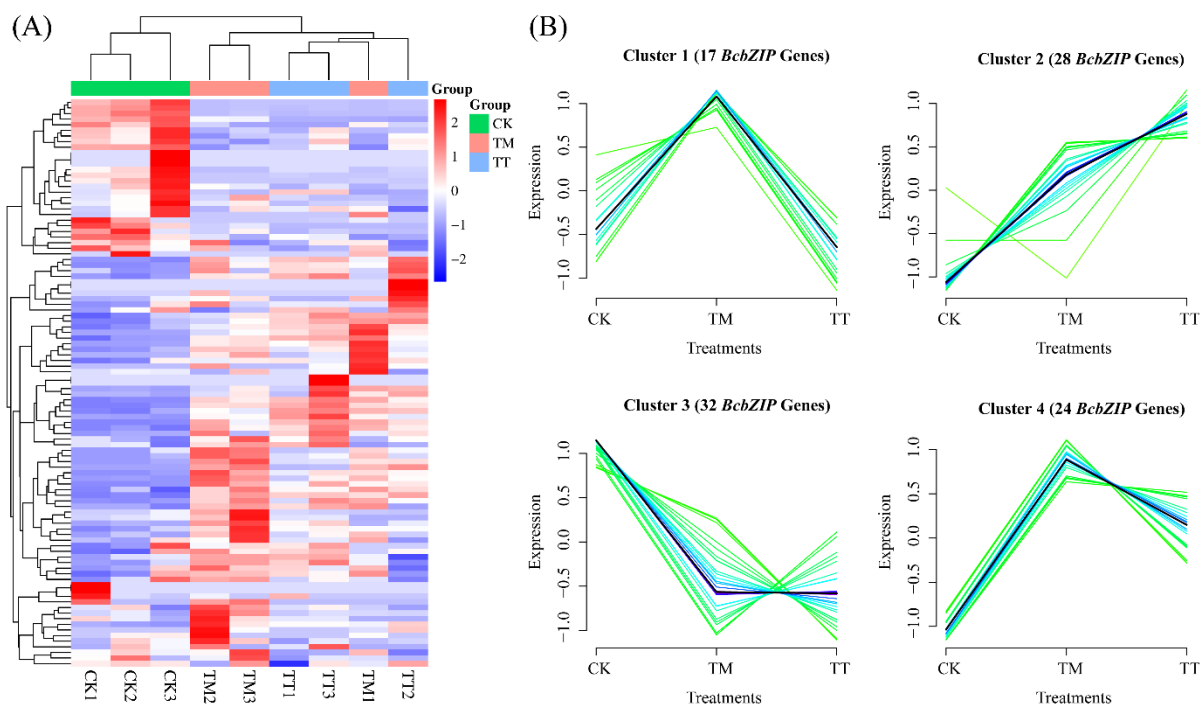 (A)
Group
Group
CK
TM
TT
2
1
0
−1
−2
CK1 CK2 CK3 TM2 TM3 TT1 TT3 TM1 TT2
(B)
Cluster 1 (17 BcbZIP Genes)
Expression
1.0
0.5
0.0
−0.5
−1.0
CK TM TT
Treatments
Cluster 2 (28 BcbZIP Genes)
Expression
1.0
0.5
0.0
−0.5
−1.0
CK TM TT
Treatments
Cluster 3 (32 BcbZIP Genes)
Expression
1.0
0.5
0.0
−0.5
−1.0
CK TM TT
Treatments
Cluster 4 (24 BcbZIP Genes)
Expression
1.0
0.5
0.0
−0.5
−1.0
CK TM TT
Treatments